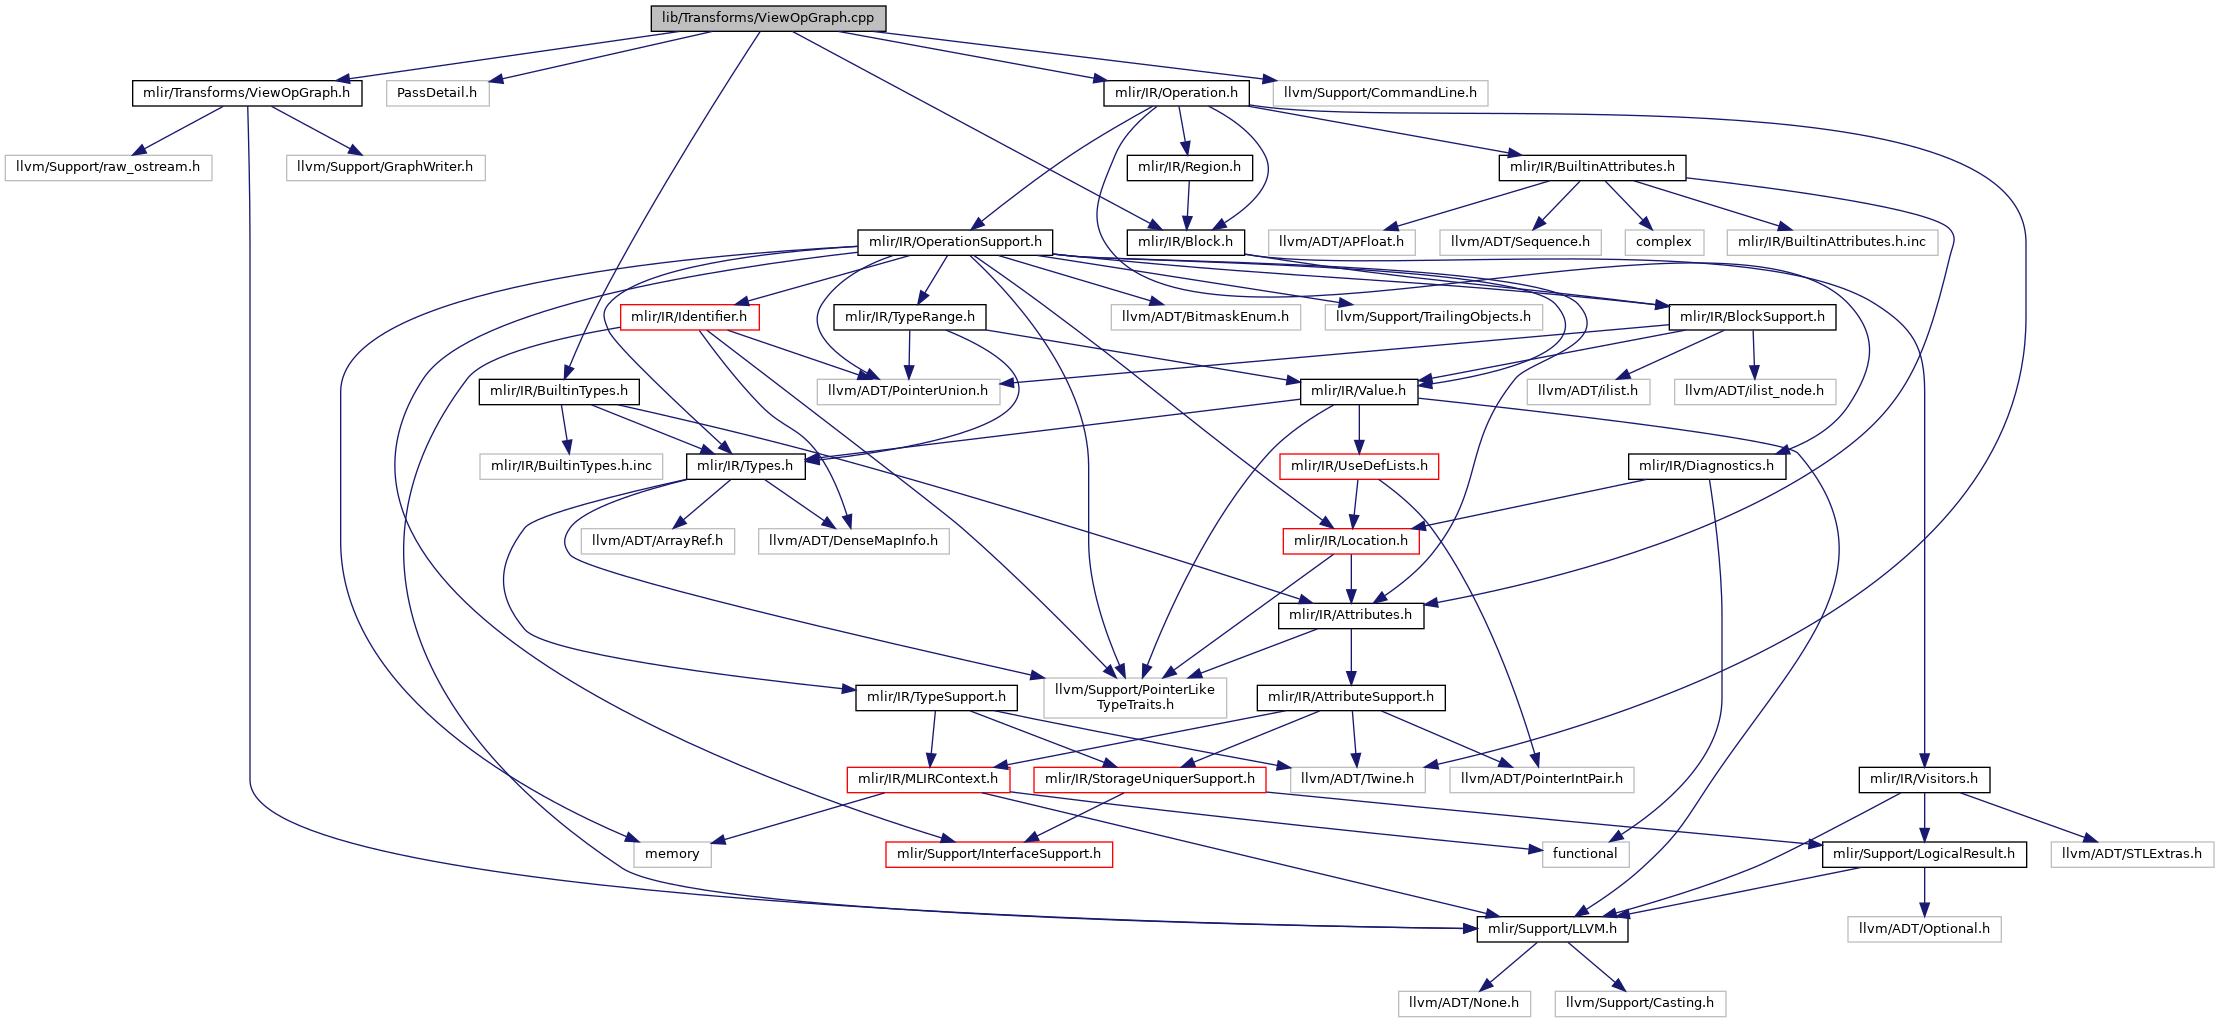 lib/Transforms/ViewOpGraph.cpp
mlir/Transforms/ViewOpGraph.h
PassDetail.h
mlir/IR/Operation.h
llvm/Support/CommandLine.h
llvm/Support/raw_ostream.h
llvm/Support/GraphWriter.h
mlir/IR/Region.h
mlir/IR/BuiltinAttributes.h
mlir/IR/OperationSupport.h
mlir/IR/Block.h
llvm/ADT/APFloat.h
llvm/ADT/Sequence.h
complex
mlir/IR/BuiltinAttributes.h.inc
mlir/IR/Identifier.h
mlir/IR/TypeRange.h
llvm/ADT/BitmaskEnum.h
llvm/Support/TrailingObjects.h
mlir/IR/BlockSupport.h
mlir/IR/BuiltinTypes.h
llvm/ADT/PointerUnion.h
mlir/IR/Value.h
llvm/ADT/ilist.h
llvm/ADT/ilist_node.h
mlir/IR/BuiltinTypes.h.inc
mlir/IR/Types.h
mlir/IR/UseDefLists.h
mlir/IR/Diagnostics.h
llvm/ADT/ArrayRef.h
llvm/ADT/DenseMapInfo.h
mlir/IR/Location.h
mlir/IR/Attributes.h
mlir/IR/TypeSupport.h
llvm/Support/PointerLike
TypeTraits.h
mlir/IR/AttributeSupport.h
mlir/IR/MLIRContext.h
mlir/IR/StorageUniquerSupport.h
llvm/ADT/Twine.h
llvm/ADT/PointerIntPair.h
mlir/IR/Visitors.h
memory
mlir/Support/InterfaceSupport.h
functional
mlir/Support/LogicalResult.h
llvm/ADT/STLExtras.h
mlir/Support/LLVM.h
llvm/ADT/Optional.h
llvm/ADT/None.h
llvm/Support/Casting.h